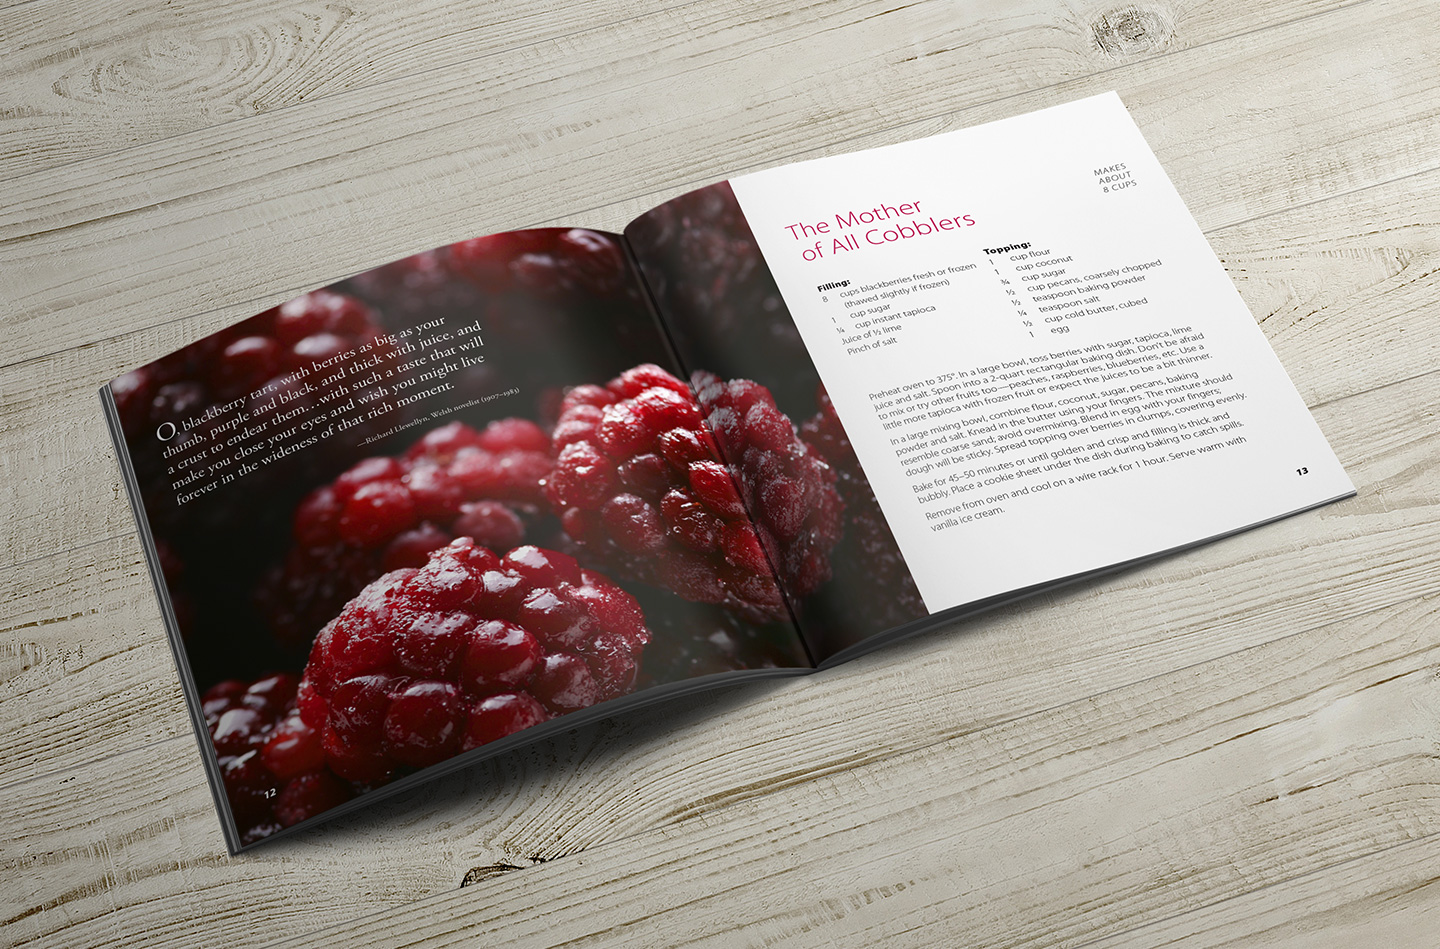 O, blackberry tart, with berries as big as your
thumb, purple and black, and thick with juice, and
a crust to endear them…with such a taste that will
make you close your eyes and wish you might live
forever in the wideness of that rich moment.
—Richard Llewellyn, Welsh novelist (1907–1983)
12
MAKES
ABOUT
8 CUPS
The Mother
of All Cobblers
Filling:
8 cups blackberries fresh or frozen
(thawed slightly if frozen)
1 cup sugar
¼ cup instant tapioca
Juice of ½ lime
Pinch of salt
Topping:
1 cup flour
1 cup coconut
¾ cup sugar
½ cup pecans, coarsely chopped
½ teaspoon baking powder
¼ teaspoon salt
½ cup cold butter, cubed
1 egg
Preheat oven to 375°. In a large bowl, toss berries with sugar, tapioca, lime
juice and salt. Spoon into a 2-quart rectangular baking dish. Don't be afraid
to mix or try other fruits too—peaches, raspberries, blueberries, etc. Use a
little more tapioca with frozen fruit or expect the juices to be a bit thinner.
In a large mixing bowl, combine flour, coconut, sugar, pecans, baking
powder and salt. Knead in the butter using your fingers. The mixture should
resemble coarse sand; avoid overmixing. Blend in egg with your fingers;
dough will be sticky. Spread topping over berries in clumps, covering evenly.
Bake for 45–50 minutes or until golden and crisp and filling is thick and
bubbly. Place a cookie sheet under the dish during baking to catch spills.
Remove from oven and cool on a wire rack for 1 hour. Serve warm with
vanilla ice cream.
13